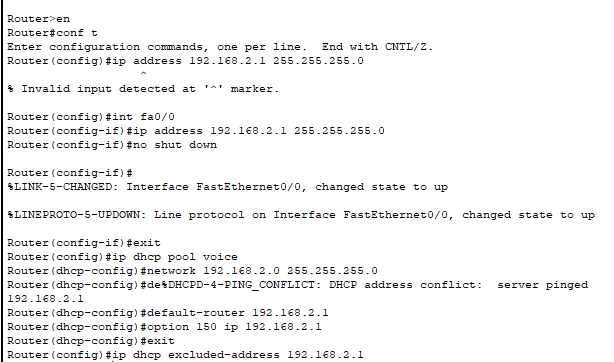 Router>en
Router#conf t
Enter configuration commands, one per line.  End with CNTL/Z.
Router(config)#ip address 192.168.2.1 255.255.255.0
                  ^
% Invalid input detected at '^' marker.

Router(config)#int fa0/0
Router(config-if)#ip address 192.168.2.1 255.255.255.0
Router(config-if)#no shut down

Router(config-if)#
%LINK-5-CHANGED: Interface FastEthernet0/0, changed state to up

%LINEPROTO-5-UPDOWN: Line protocol on Interface FastEthernet0/0, changed state to up

Router(config-if)#exit
Router(config)#ip dhcp pool voice
Router(dhcp-config)#network 192.168.2.0 255.255.255.0
Router(dhcp-config)#de%DHCPD-4-PING_CONFLICT: DHCP address conflict:  server pinged
192.168.2.1
Router(dhcp-config)#default-router 192.168.2.1
Router(dhcp-config)#option 150 ip 192.168.2.1
Router(dhcp-config)#exit
Router(config)#ip dhcp excluded-address 192.168.2.1